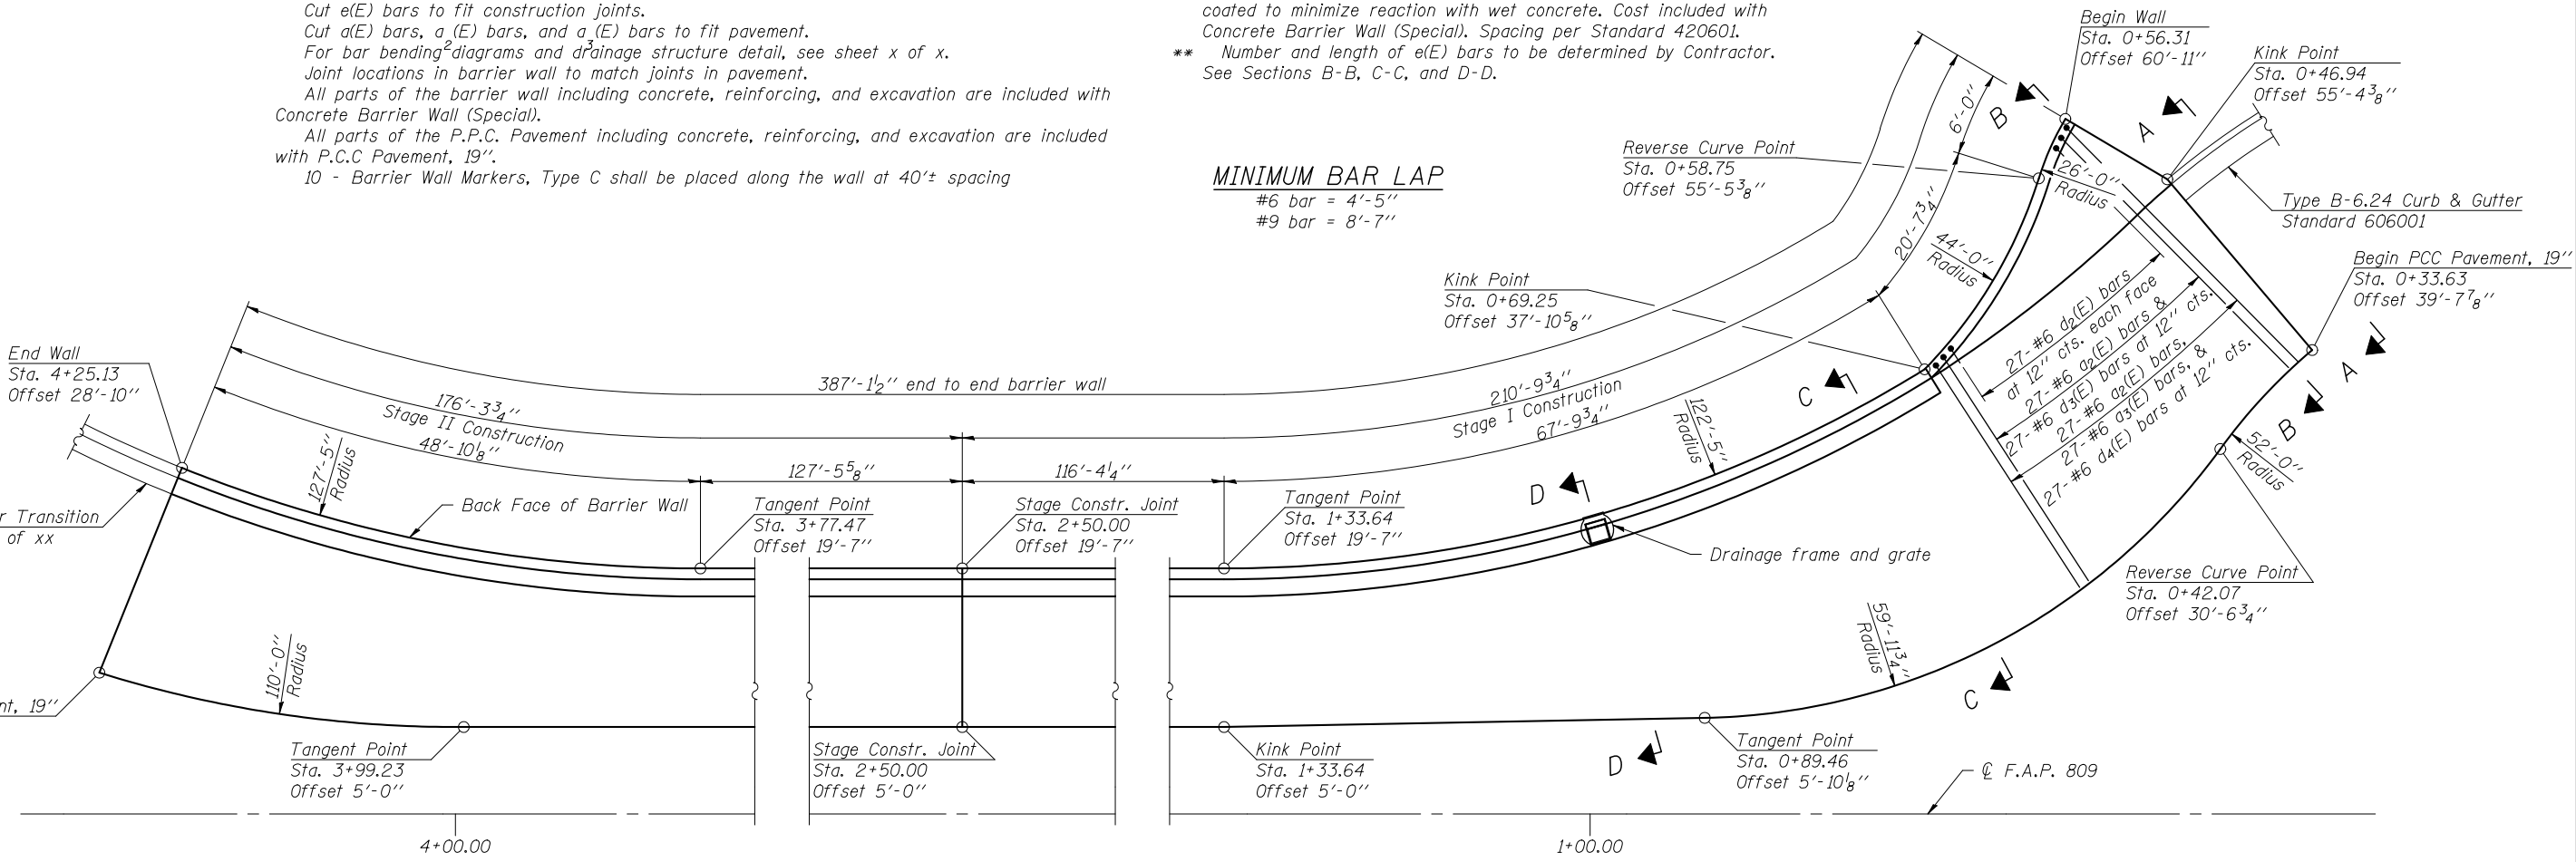 Cut e(E) bars to fit construction joints.
Cut a(E) bars, a2(E) bars, and a3(E) bars to fit pavement.
For bar bending diagrams and drainage structure detail, see sheet x of x.
Joint locations in barrier wall to match joints in pavement.
All parts of the barrier wall including concrete, reinforcing, and excavation are included with
Concrete Barrier Wall (Special).
All parts of the P.P.C. Pavement including concrete, reinforcing, and excavation are included
with P.C.C Pavement, 19''.
10 - Barrier Wall Markers, Type C shall be placed along the wall at 40'± spacing
coated to minimize reaction with wet concrete. Cost included with
Concrete Barrier Wall (Special). Spacing per Standard 420601.
** Number and length of e(E) bars to be determined by Contractor.
See Sections B-B, C-C, and D-D.
MINIMUM BAR LAP
#6 bar = 4'-5''
#9 bar = 8'-7''
Begin Wall
Sta. 0+56.31
Offset 60'-11''
Kink Point
Sta. 0+46.94
Offset 55'-4 3/8''
Reverse Curve Point
Sta. 0+58.75
Offset 55'-5 3/8''
Type B-6.24 Curb & Gutter
Standard 606001
Begin PCC Pavement, 19''
Sta. 0+33.63
Offset 39'-7 7/8''
Kink Point
Sta. 0+69.25
Offset 37'-10 5/8''
B
A
6'-0''
26'-0''
Radius
20'-7 3/4''
44'-0''
Radius
27-#6 d2(E) bars
at 12'' cts. each face
27-#6 a2(E) bars &
27-#6 d3(E) bars at 12'' cts.
27-#6 a2(E) bars,
27-#6 a3(E) bars, &
27-#6 d4(E) bars at 12'' cts.
A
B
52'-0''
Radius
End Wall
Sta. 4+25.13
Offset 28'-10''
387'-1 1/2'' end to end barrier wall
176'-3 3/4''
Stage II Construction
48'-10 1/8''
210'-9 3/4''
Stage I Construction
67'-9 3/4''
127'-5 5/8''
116'-4 1/4''
C
122'-5''
Radius
127'-5''
Radius
Back Face of Barrier Wall
Tangent Point
Sta. 3+77.47
Offset 19'-7''
Stage Constr. Joint
Sta. 2+50.00
Offset 19'-7''
Tangent Point
Sta. 1+33.64
Offset 19'-7''
D
Drainage frame and grate
r Transition
of xx
Reverse Curve Point
Sta. 0+42.07
Offset 30'-6 3/4''
59'-11 3/4''
Radius
110'-0''
Radius
nt, 19''
C
D
Tangent Point
Sta. 3+99.23
Offset 5'-0''
Stage Constr. Joint
Sta. 2+50.00
Offset 5'-0''
Kink Point
Sta. 1+33.64
Offset 5'-0''
Tangent Point
Sta. 0+89.46
Offset 5'-10 1/8''
℄ F.A.P. 809
4+00.00
1+00.00